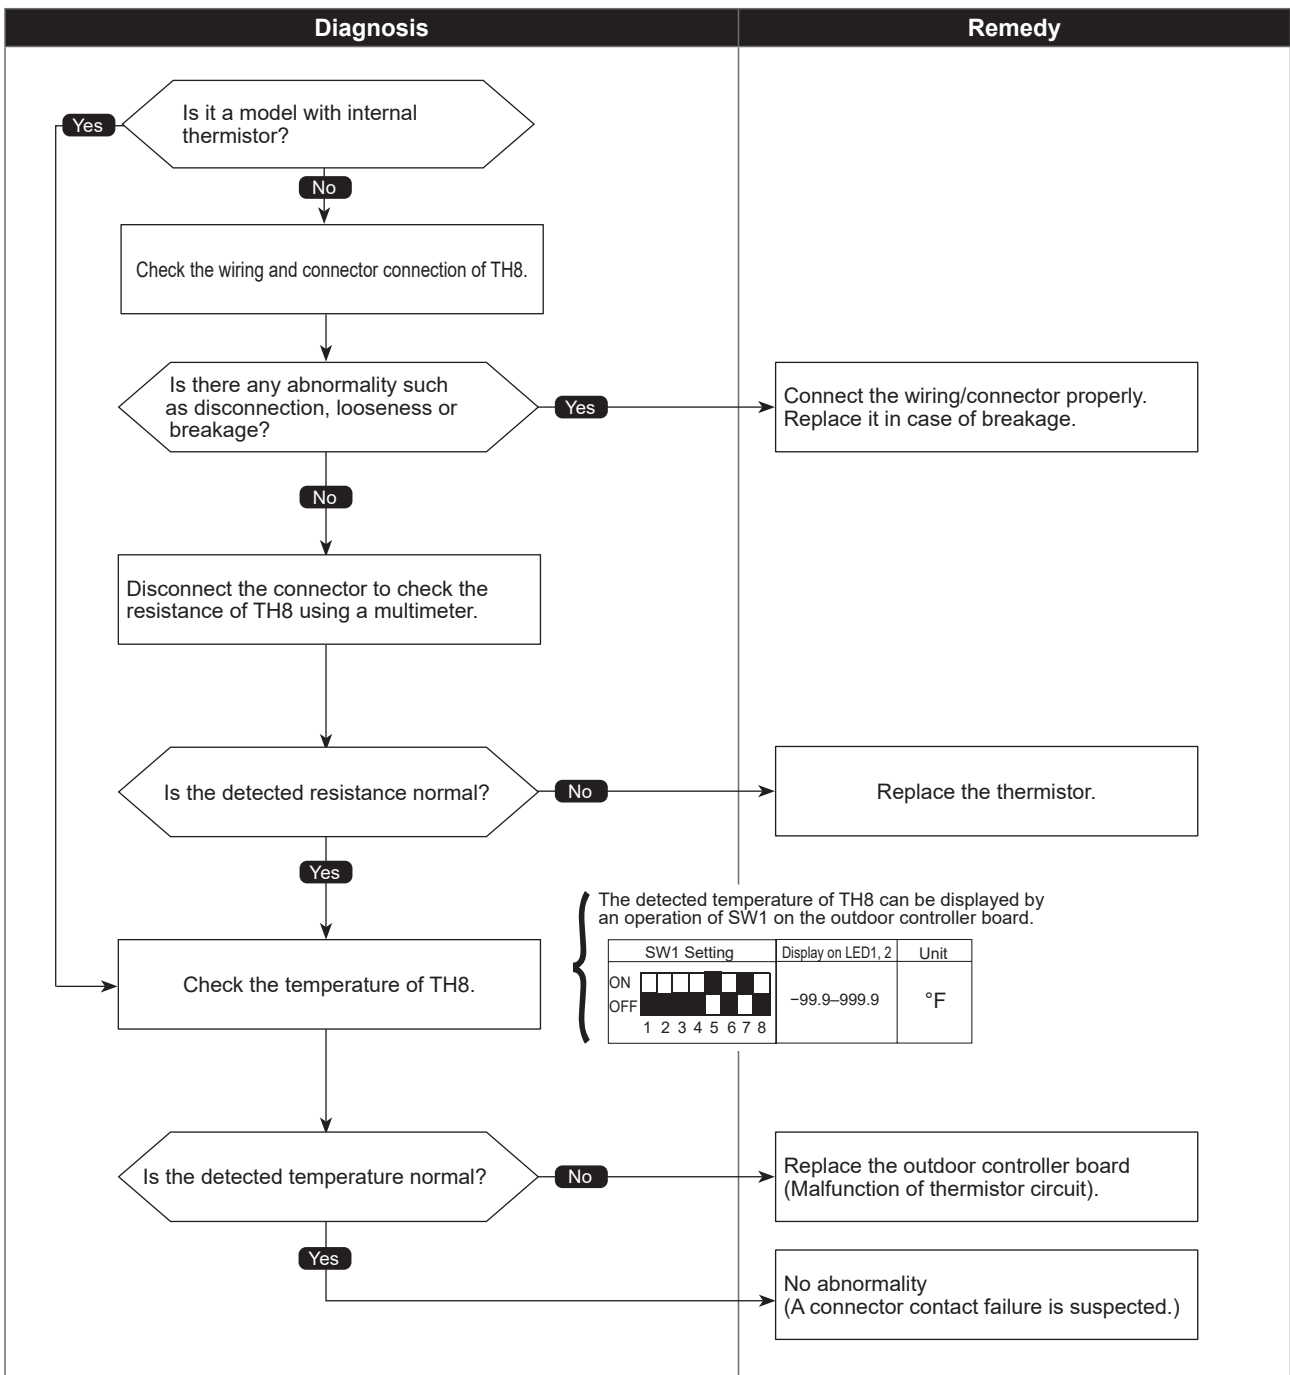 Diagnosis
Remedy
Is it a model with internal
thermistor?
Yes
No
Check the wiring and connector connection of TH8.
Is there any abnormality such
as disconnection, looseness or
breakage?
Yes
Connect the wiring/connector properly.
Replace it in case of breakage.
No
Disconnect the connector to check the
resistance of TH8 using a multimeter.
Is the detected resistance normal?
No
Replace the thermistor.
Yes
The detected temperature of TH8 can be displayed by
an operation of SW1 on the outdoor controller board.
SW1 Setting
Display on LED1, 2
Unit
ON
OFF
1 2 3 4 5 6 7 8
−99.9–999.9
°F
Check the temperature of TH8.
Is the detected temperature normal?
No
Replace the outdoor controller board
(Malfunction of thermistor circuit).
Yes
No abnormality
(A connector contact failure is suspected.)